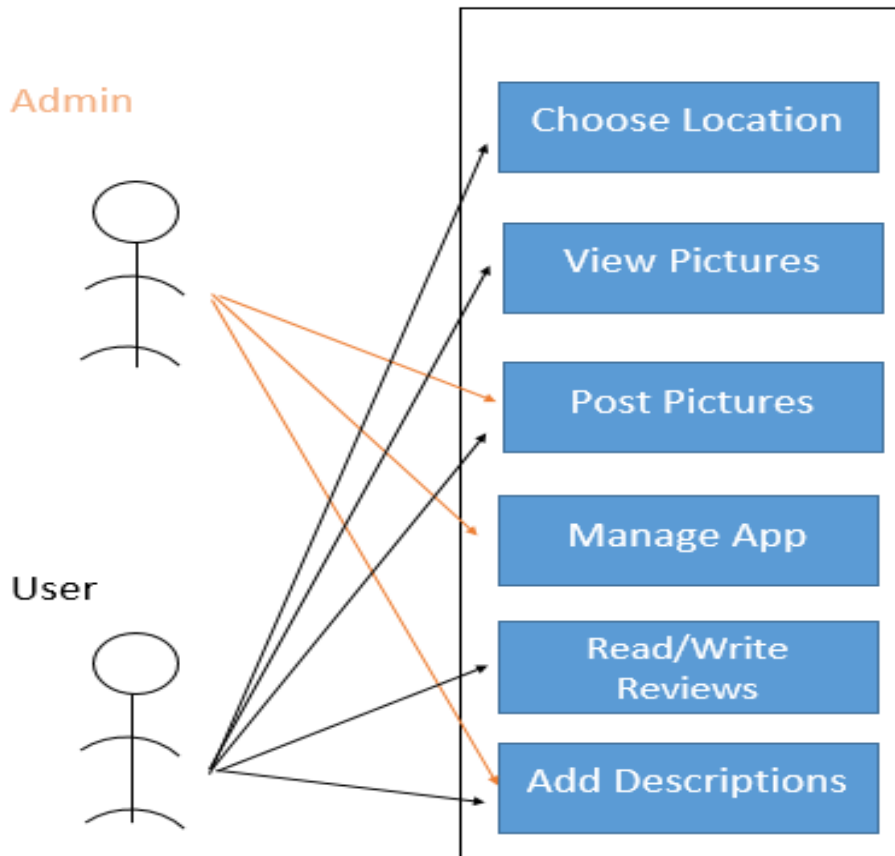 Admin
Choose Location
View Pictures
Post Pictures
Manage App
User
Read/Write
Reviews
Add Descriptions